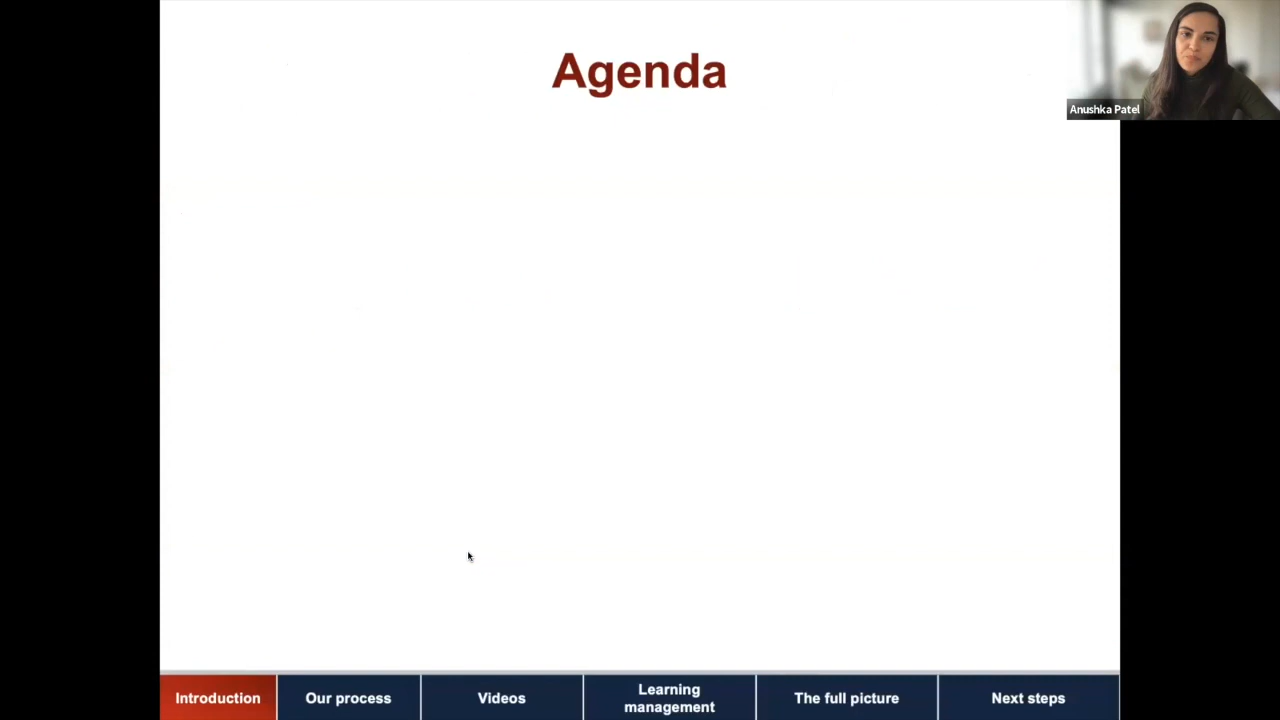 Agenda
Anushka Patel
Introduction
Our process
Videos
Learning
management
The full picture
Next steps